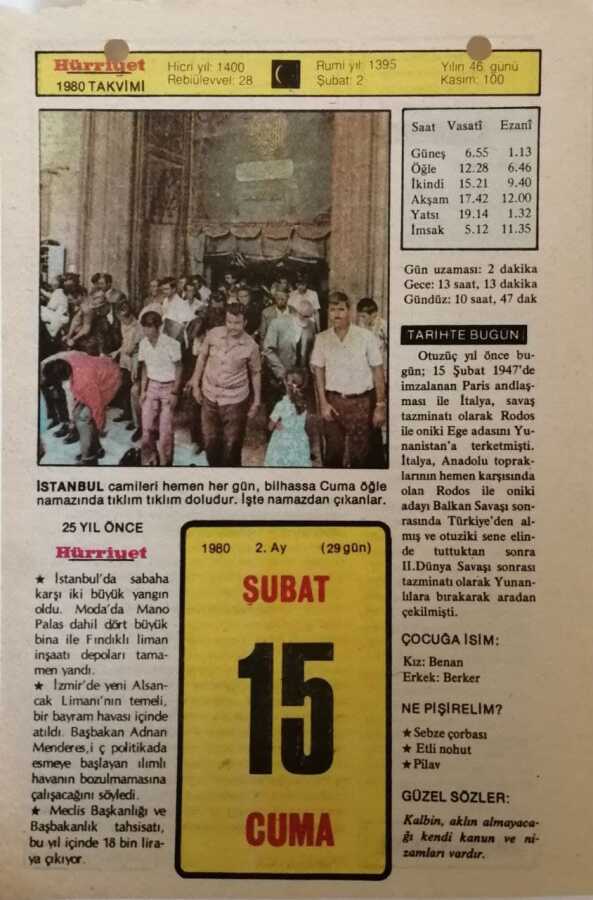 Hürriyet
1980 TAKVİMİ
Hicri yıl: 1400
Rebiülevvel: 28
Rumi yıl: 1395
Şubat: 2
Yılın 46. günü
Kasım: 100
Saat Vasatî Ezanî
Güneş 6.55 1.13
Öğle 12.28 6.46
İkindi 15.21 9.40
Akşam 17.42 12.00
Yatsı 19.14 1.32
İmsak 5.12 11.35
Gün uzaması: 2 dakika
Gece: 13 saat, 13 dakika
Gündüz: 10 saat, 47 dak
İSTANBUL camileri hemen her gün, bilhassa Cuma öğle
namazında tıklım tıklım doludur. İşte namazdan çıkanlar.
25 YIL ÖNCE
Hürriyet
★ İstanbul'da sabaha
karşı iki büyük yangın
oldu. Moda'da Mano
Palas dahil dört büyük
bina ile Fındıklı liman
inşaatı depoları tama-
men yandı.
★ İzmir'de yeni Alsan-
cak Limanı'nın temeli,
bir bayram havası içinde
atıldı. Başbakan Adnan
Menderes,i ç politikada
esmeye başlayan ılımlı
havanın bozulmamasına
çalışacağını söyledi.
★ Meclis Başkanlığı ve
Başbakanlık tahsisatı,
bu yıl içinde 18 bin lira-
ya çıkıyor.
1980 2. Ay (29 gün)
ŞUBAT
15
CUMA
TARİHTE BUGÜN
Otuzüç yıl önce bu-
gün; 15 Şubat 1947'de
imzalanan Paris andlaş-
ması ile İtalya, savaş
tazminatı olarak Rodos
ile oniki Ege adasını Yu-
nanistan'a terketmişti.
İtalya, Anadolu toprak-
larının hemen karşısında
olan Rodos ile oniki
adayı Balkan Savaşı son-
rasında Türkiye'den al-
mış ve otuziki sene elin-
de tuttuktan sonra
II.Dünya Savaşı sonrası
tazminatı olarak Yunan-
lılara bırakarak aradan
çekilmişti.
ÇOCUĞA İSİM:
Kız: Benan
Erkek: Berker
NE PİŞİRELİM?
★ Sebze çorbası
★ Etli nohut
★ Pilav
GÜZEL SÖZLER:
Kalbin, aklın almayaca-
ğı kendi kanun ve ni-
zamları vardır.